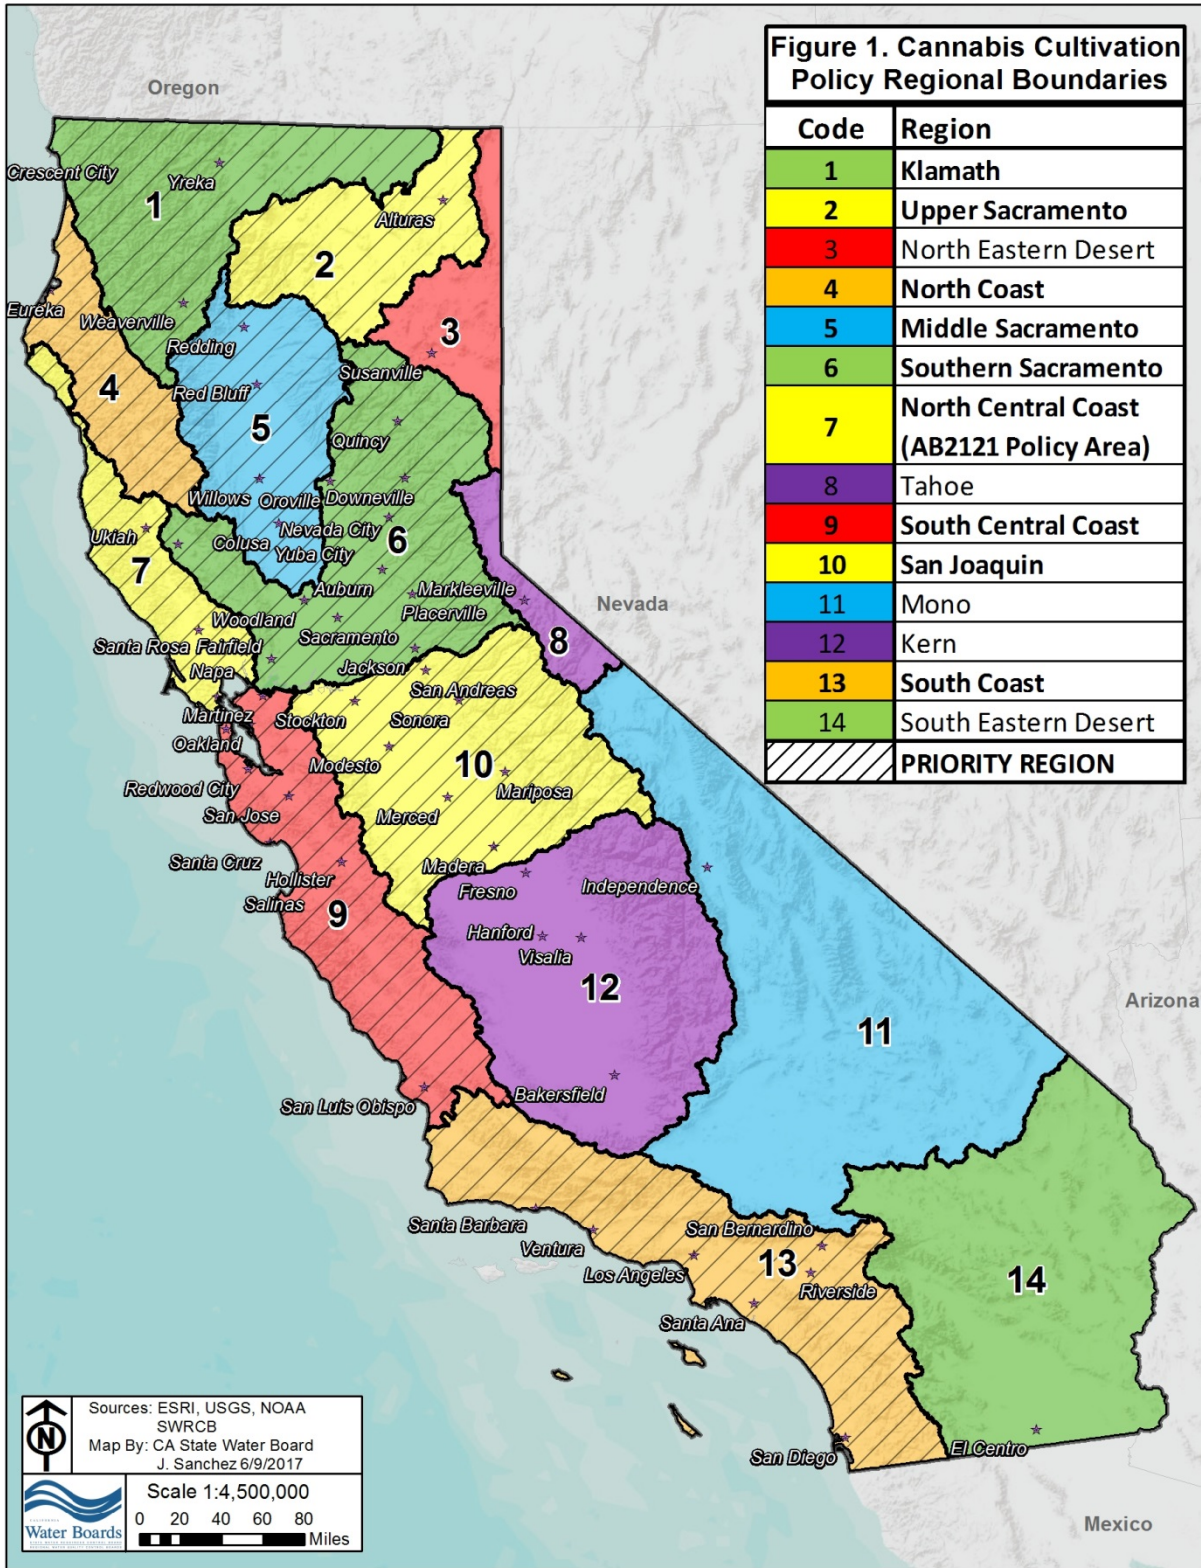 Figure 1. Cannabis Cultivation
Policy Regional Boundaries
Code Region
1 Klamath
2 Upper Sacramento
3 North Eastern Desert
4 North Coast
5 Middle Sacramento
6 Southern Sacramento
7 North Central Coast
(AB2121 Policy Area)
8 Tahoe
9 South Central Coast
10 San Joaquin
11 Mono
12 Kern
13 South Coast
14 South Eastern Desert
PRIORITY REGION
Oregon
Crescent City
Yreka
1
Alturas
2
Eureka
Weaverville
Redding
3
Susanville
4
Red Bluff
5
Quincy
Willows
Oroville
Downeville
Ukiah
Colusa
Nevada City
6
Yuba City
7
Auburn
Markleeville
Nevada
Woodland
Placerville
Sacramento
8
Santa Rosa
Fairfield
Napa
Jackson
San Andreas
Martinez
Stockton
Sonora
Oakland
Modesto
10
Redwood City
Mariposa
San Jose
Merced
Santa Cruz
Madera
Hollister
Fresno
Independence
Salinas
9
Hanford
Visalia
12
Arizona
11
Bakersfield
San Luis Obispo
Santa Barbara
San Bernardino
Ventura
13
Los Angeles
Riverside
14
Santa Ana
San Diego
El Centro
Mexico
N
Sources: ESRI, USGS, NOAA
SWRCB
Map By: CA State Water Board
J. Sanchez 6/9/2017
CALIFORNIA
Water Boards
Scale 1:4,500,000
0 20 40 60 80
Miles